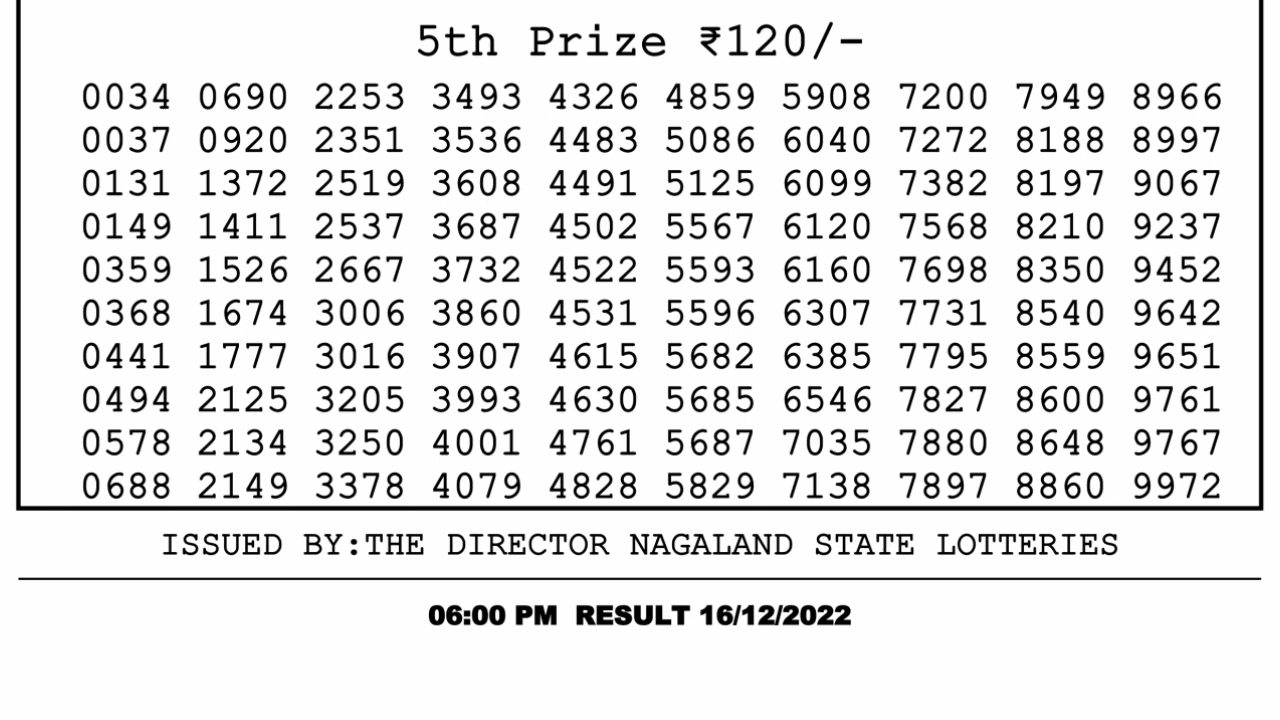 5th Prize ₹120/-
0034 0690 2253 3493 4326 4859 5908 7200 7949 8966
0037 0920 2351 3536 4483 5086 6040 7272 8188 8997
0131 1372 2519 3608 4491 5125 6099 7382 8197 9067
0149 1411 2537 3687 4502 5567 6120 7568 8210 9237
0359 1526 2667 3732 4522 5593 6160 7698 8350 9452
0368 1674 3006 3860 4531 5596 6307 7731 8540 9642
0441 1777 3016 3907 4615 5682 6385 7795 8559 9651
0494 2125 3205 3993 4630 5685 6546 7827 8600 9761
0578 2134 3250 4001 4761 5687 7035 7880 8648 9767
0688 2149 3378 4079 4828 5829 7138 7897 8860 9972
ISSUED BY:THE DIRECTOR NAGALAND STATE LOTTERIES
06:00 PM RESULT 16/12/2022